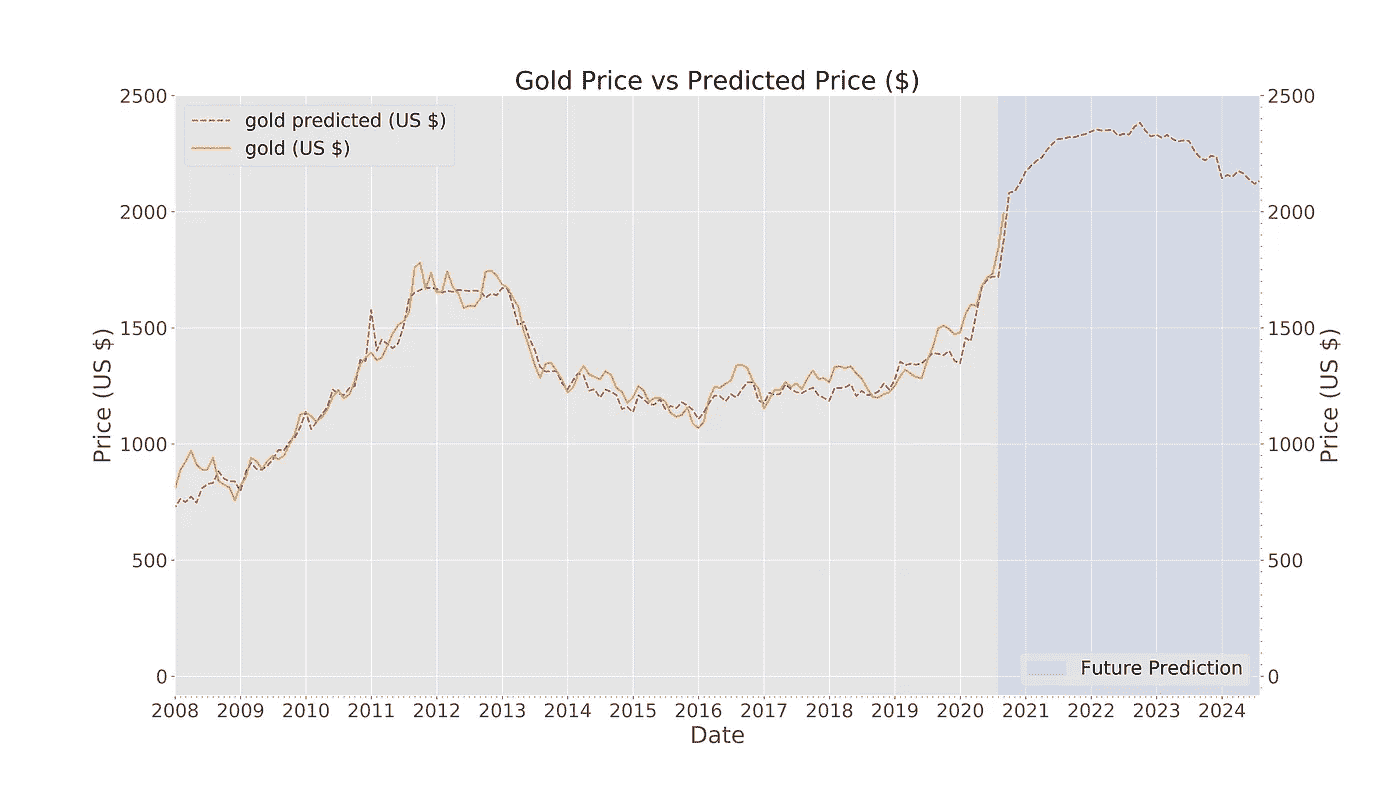 Gold Price vs Predicted Price ($)
gold predicted (US $)
gold (US $)
2500
2000
1500
1000
500
0
Price (US $)
2500
2000
1500
1000
500
0
Price (US $)
Future Prediction
2008 2009 2010 2011 2012 2013 2014 2015 2016 2017 2018 2019 2020 2021 2022 2023 2024
Date